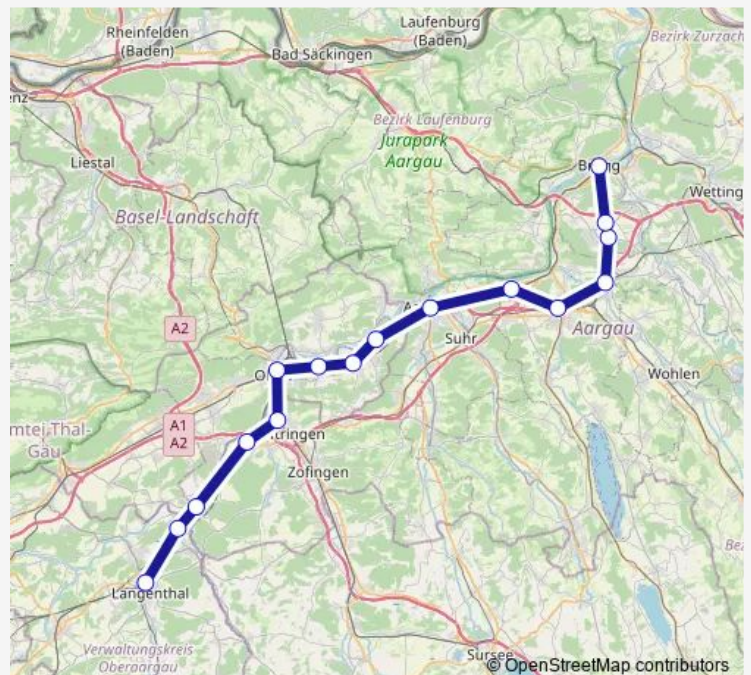 Laufenburg
(Baden)
Rheinfelden
(Baden)
Bezirk Zurzach
Bad Säckingen
enz
Bezirk Laufenburg
Jurapark
Aargau
Liestal
Wetting
Basel-Landschaft
A2
Suhr
Aargau
Wohlen
A1
A2
mtei Thal-
Gäu
tringen
Zofingen
Langenthal
Verwaltungskreis
Oberaargau
Sursee
© OpenStreetMap contributors